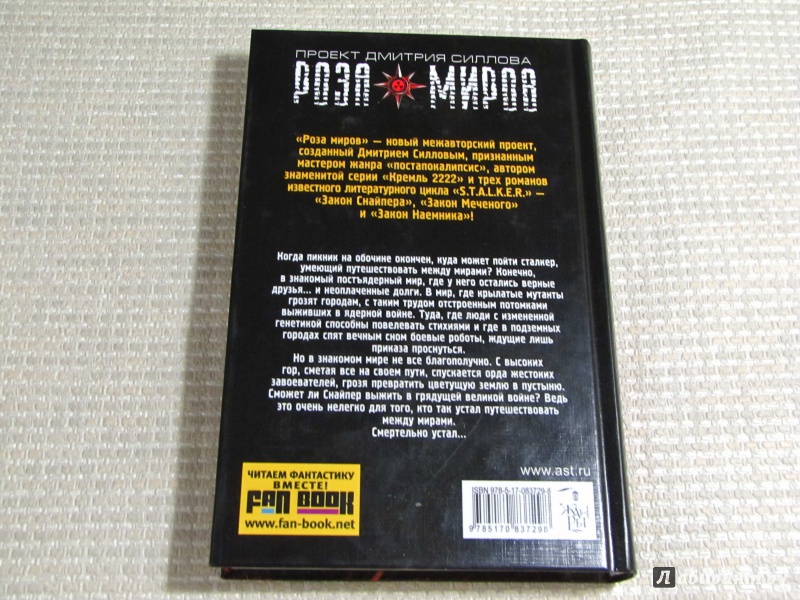 ПРОЕКТ ДМИТРИЯ СИЛЛОВА
РОЗА МИРОВ
«Роза миров» — новый межавторский проект,
созданный Дмитрием Силловым, признанным
мастером жанра «постапокалипсис», автором
знаменитой серии «Кремль 2222» и трех романов
известного литературного цикла «S.T.A.L.K.E.R.» —
«Закон Снайпера», «Закон Меченого»
и «Закон Наемника»!
Когда пикник на обочине окончен, куда может пойти сталкер,
умеющий путешествовать между мирами? Конечно,
в знакомый постъядерный мир, где у него остались верные
друзья... и неоплаченные долги. В мир, где крылатые мутанты
грозят городам, с таким трудом отстроенным потомками
выживших в ядерной войне. Туда, где люди с измененной
генетикой способны повелевать стихиями и где в подземных
городах спят вечным сном боевые роботы, ждущие лишь
приказа проснуться.
Но в знакомом мире не все благополучно. С высоких
гор, сметая все на своем пути, спускается орда жестоких
завоевателей, грозя превратить цветущую землю в пустыню.
Сможет ли Снайпер выжить в грядущей великой войне? Ведь
это очень нелегко для того, кто так устал путешествовать
между мирами.
Смертельно устал...
www.ast.ru
ЧИТАЕМ ФАНТАСТИКУ
ВМЕСТЕ!
FAN BOOK
www.fan-book.net
ISBN 978-5-17-083729-8
9785170837298